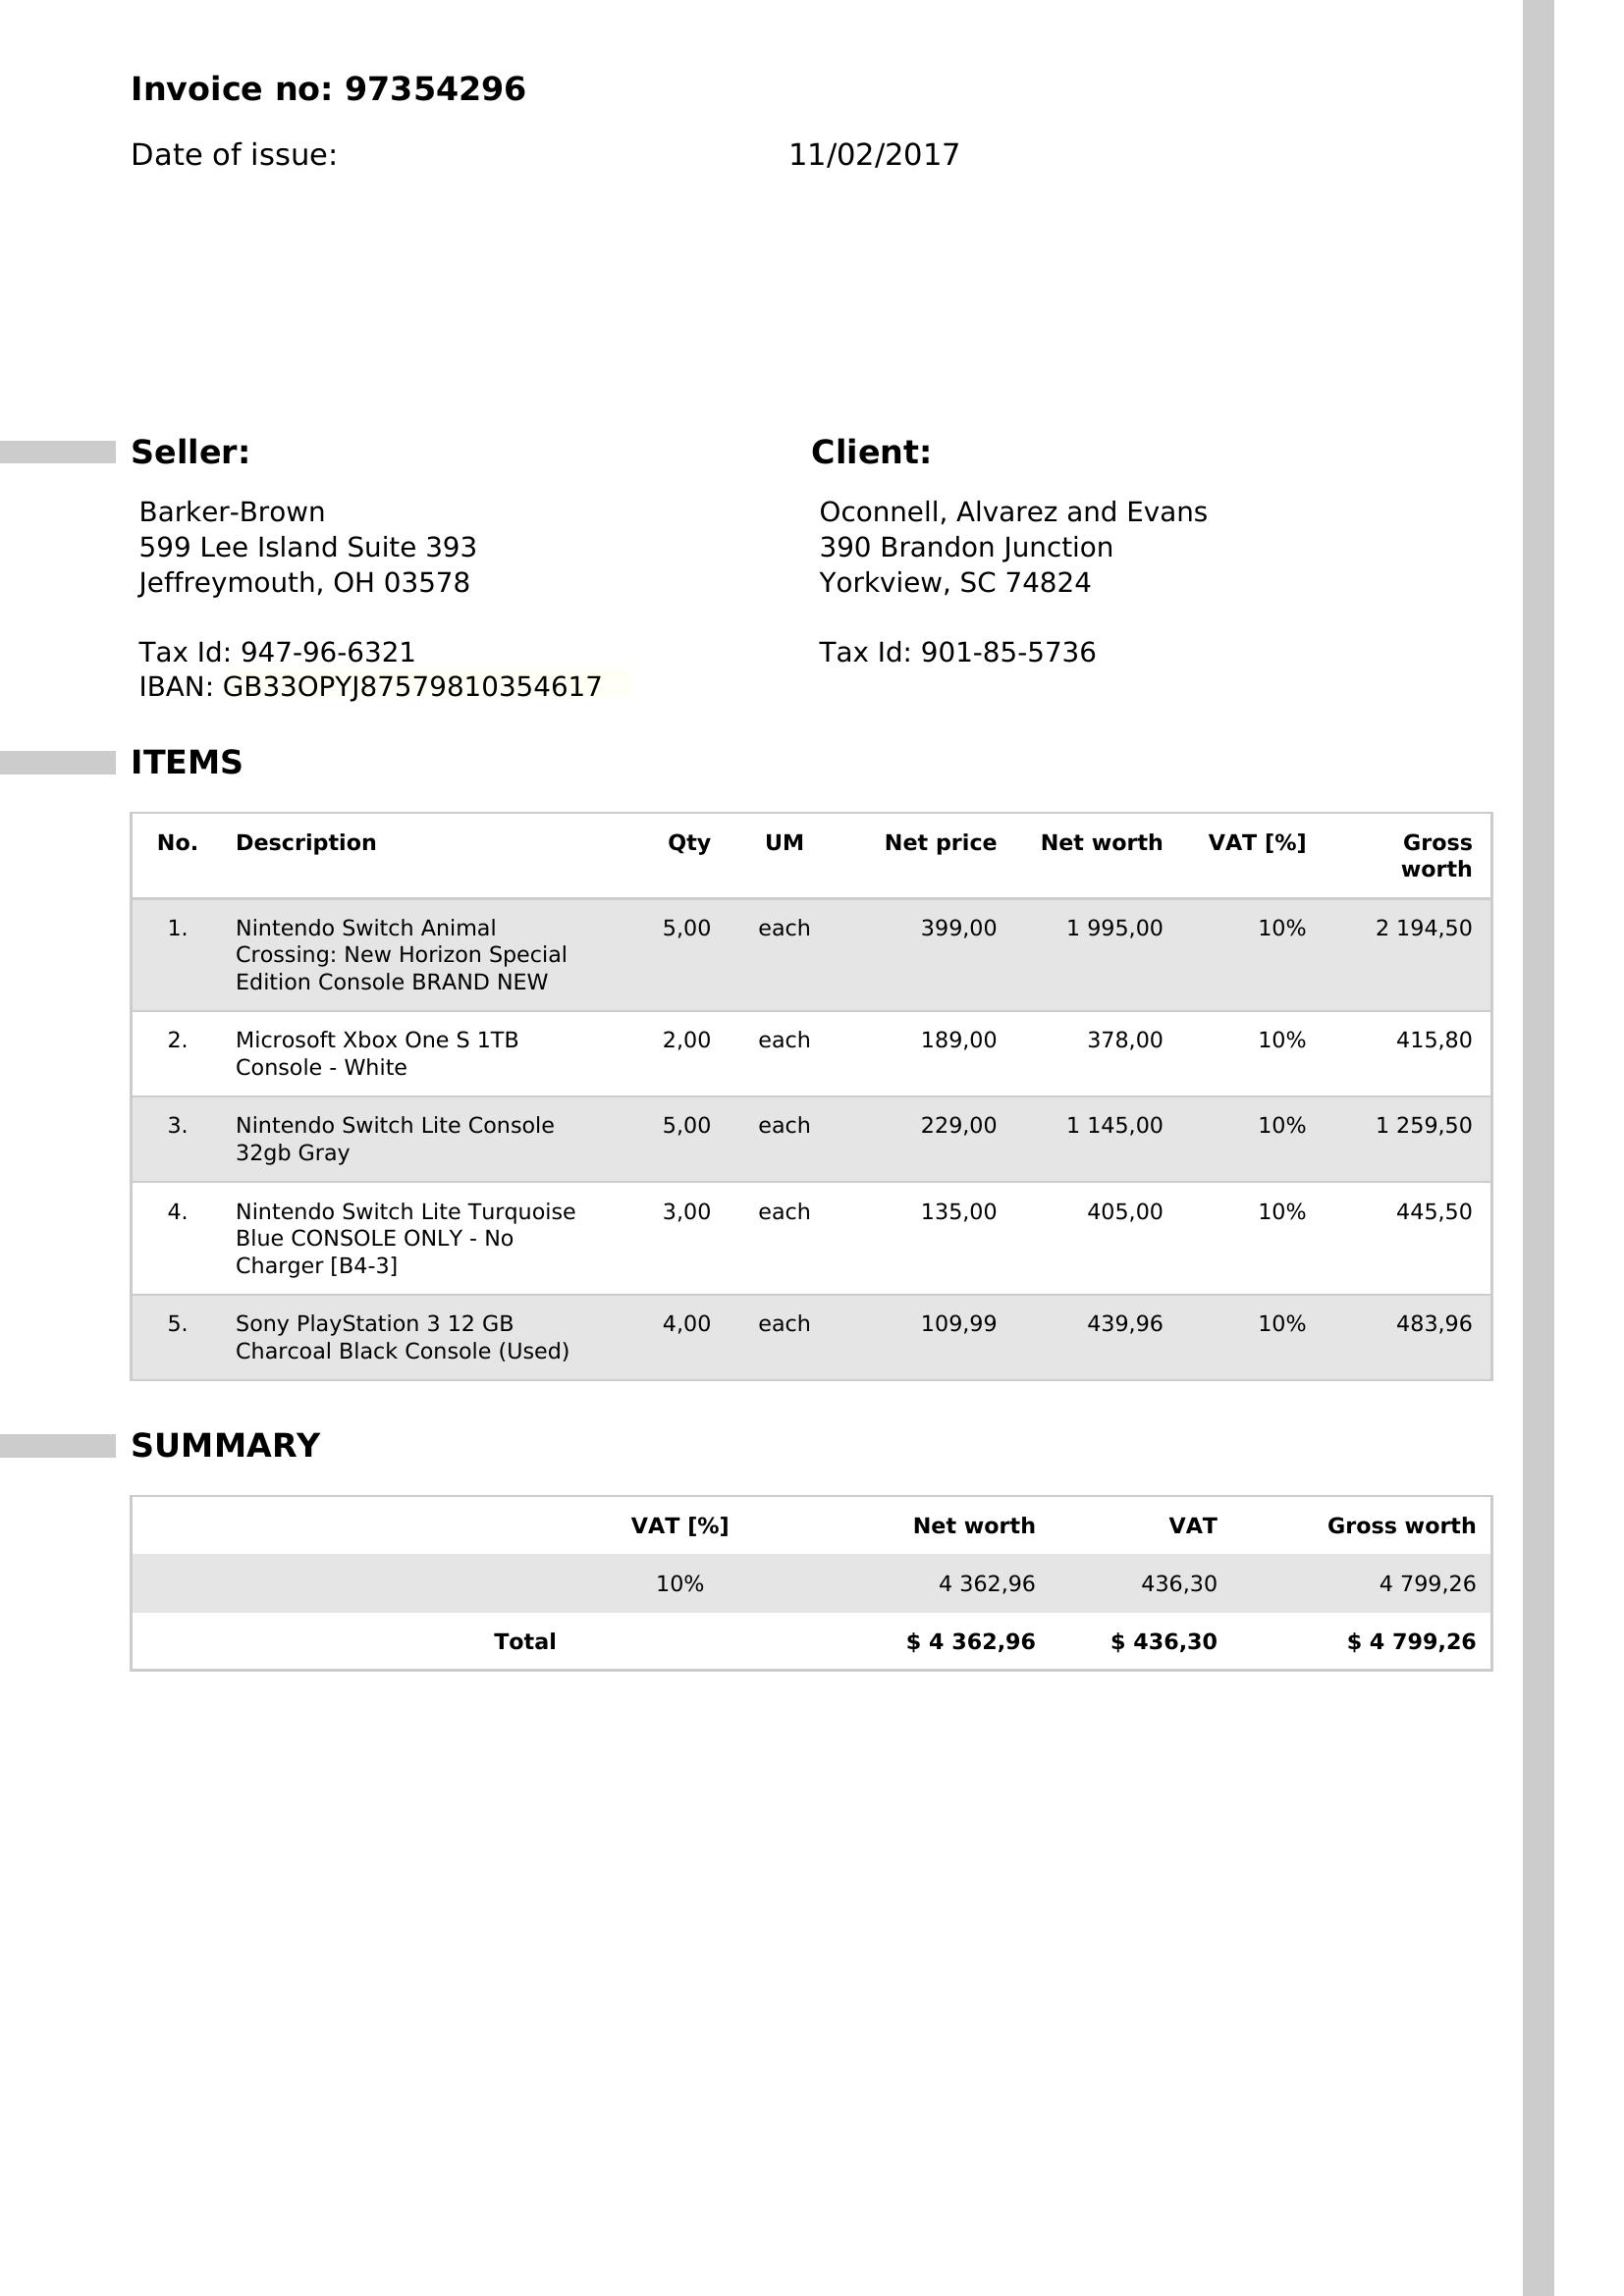 Invoice no: 97354296
Date of issue: 11/02/2017
Seller:
Barker-Brown
599 Lee Island Suite 393
Jeffreymouth, OH 03578
Tax Id: 947-96-6321
IBAN: GB33OPYJ87579810354617
Client:
Oconnell, Alvarez and Evans
390 Brandon Junction
Yorkview, SC 74824
Tax Id: 901-85-5736
ITEMS
No. Description Qty UM Net price Net worth VAT [%] Gross
worth
1. Nintendo Switch Animal 5,00 each 399,00 1 995,00 10% 2 194,50
Crossing: New Horizon Special
Edition Console BRAND NEW
2. Microsoft Xbox One S 1TB 2,00 each 189,00 378,00 10% 415,80
Console - White
3. Nintendo Switch Lite Console 5,00 each 229,00 1 145,00 10% 1 259,50
32gb Gray
4. Nintendo Switch Lite Turquoise 3,00 each 135,00 405,00 10% 445,50
Blue CONSOLE ONLY - No
Charger [B4-3]
5. Sony PlayStation 3 12 GB 4,00 each 109,99 439,96 10% 483,96
Charcoal Black Console (Used)
SUMMARY
VAT [%] Net worth VAT Gross worth
10% 4 362,96 436,30 4 799,26
Total $ 4 362,96 $ 436,30 $ 4 799,26